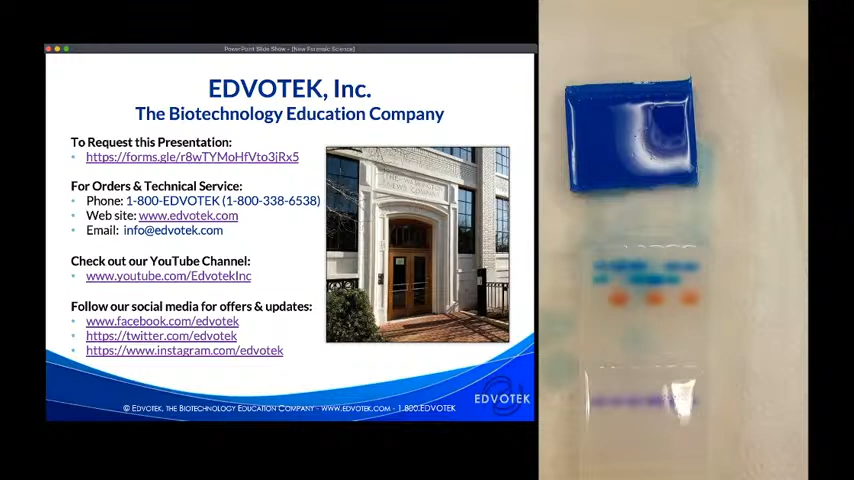 PowerPoint Slide Show - [New Forensic Science]
EDVOTEK, Inc.
The Biotechnology Education Company
To Request this Presentation:
• https://forms.gle/r8wTYMoHfVto3jRx5
For Orders & Technical Service:
• Phone: 1-800-EDVOTEK (1-800-338-6538)
• Web site: www.edvotek.com
• Email: info@edvotek.com
Check out our YouTube Channel:
• www.youtube.com/EdvotekInc
Follow our social media for offers & updates:
• www.facebook.com/edvotek
• https://twitter.com/edvotek
• https://www.instagram.com/edvotek
EDVOTEK
© Edvotek, The Biotechnology Education Company - www.edvotek.com - 1.800.EDVOTEK